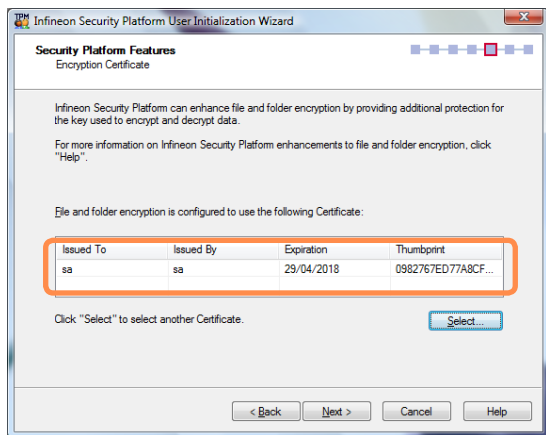 TPM Infineon Security Platform User Initialization Wizard
Security Platform Features
Encryption Certificate
Infineon Security Platform can enhance file and folder encryption by providing additional protection for
the key used to encrypt and decrypt data.
For more information on Infineon Security Platform enhancements to file and folder encryption, click
"Help".
File and folder encryption is configured to use the following Certificate:
Issued To Issued By Expiration Thumbprint
sa sa 29/04/2018 0982767ED77A8CF...
Click "Select" to select another Certificate.
Select...
< Back Next > Cancel Help